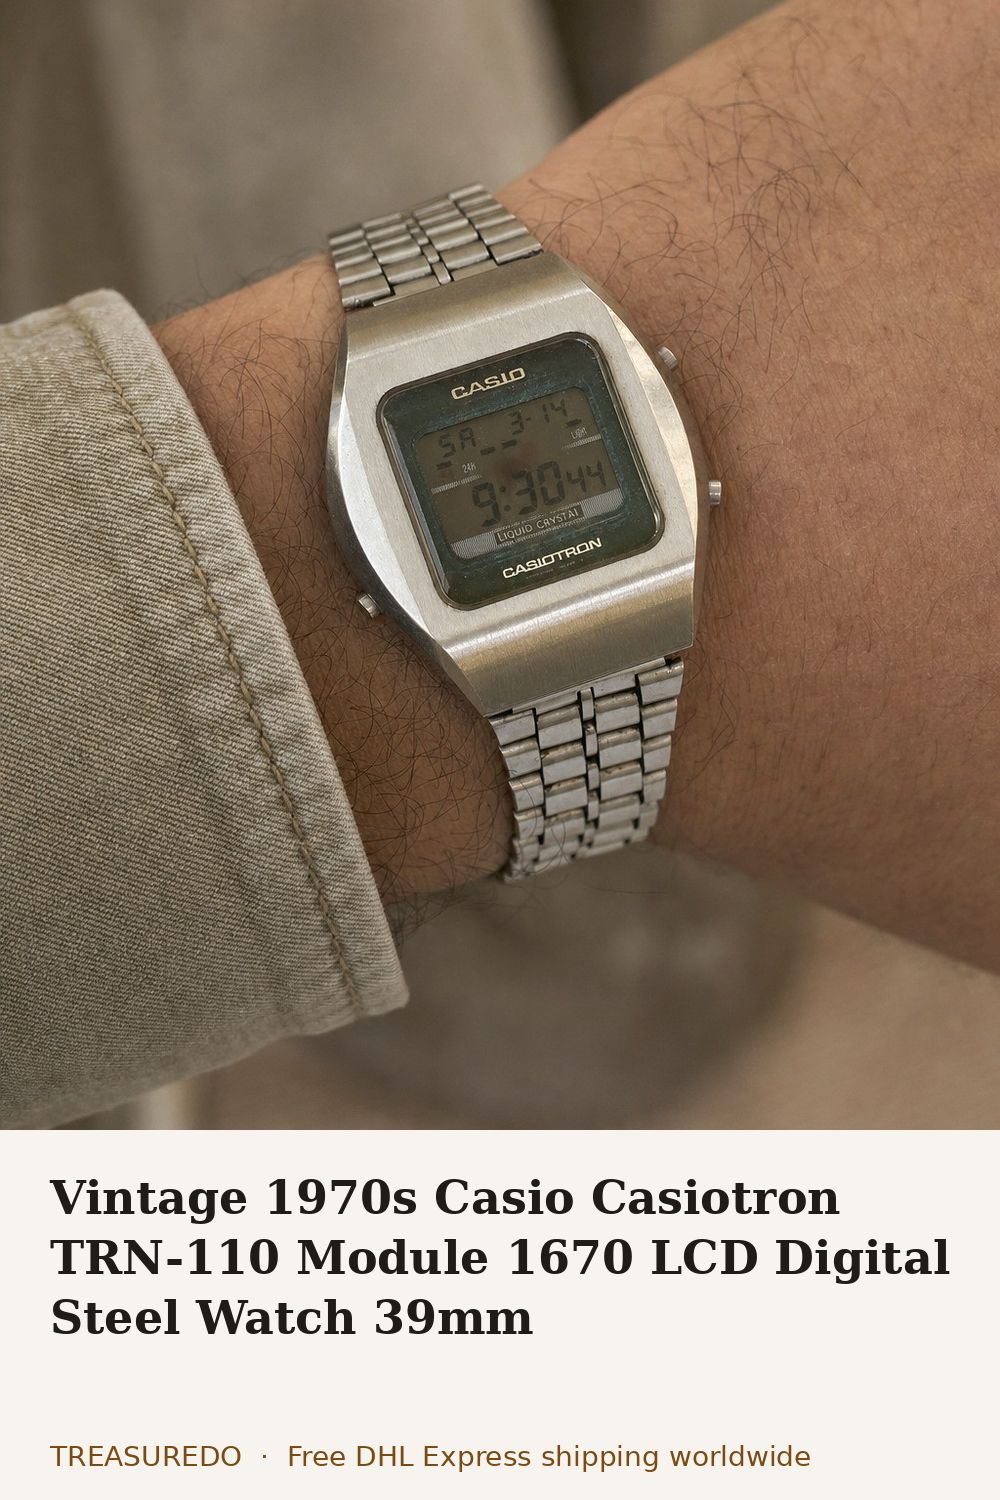 CASIO
SA 3-14
24H LIGHT
9:30 44
LIQUID CRYSTAL
CASIOTRON
Vintage 1970s Casio Casiotron
TRN-110 Module 1670 LCD Digital
Steel Watch 39mm
TREASUREDO · Free DHL Express shipping worldwide